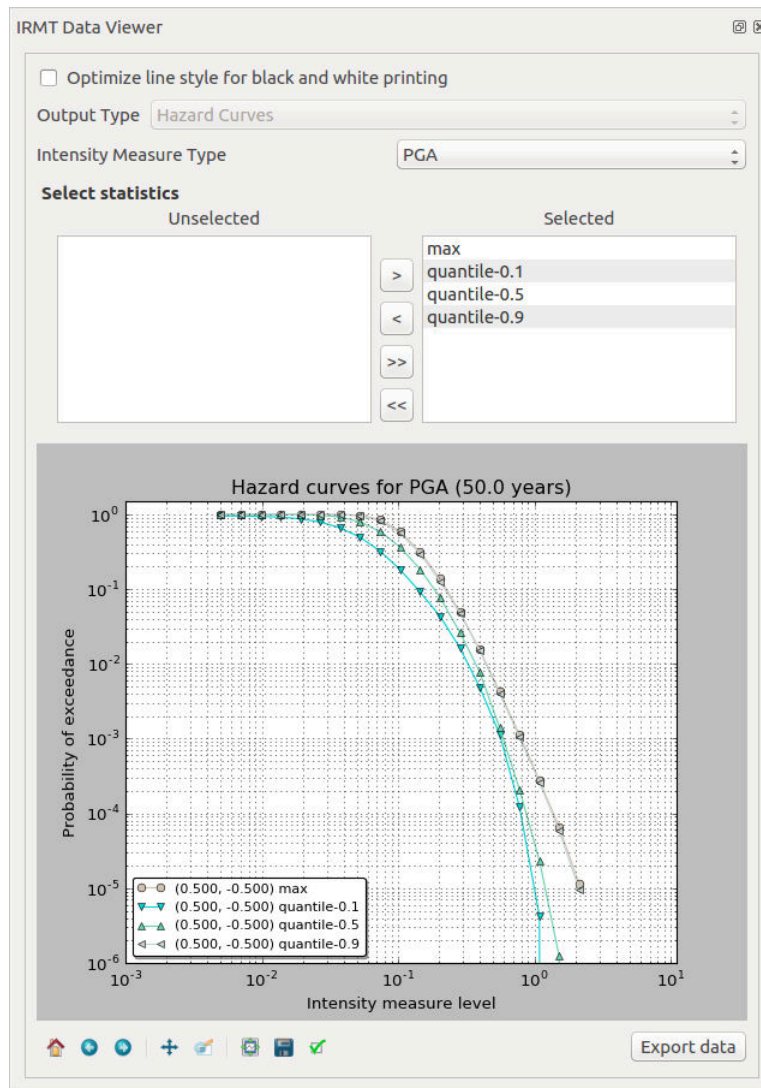 IRMT Data Viewer
Optimize line style for black and white printing
Output Type Hazard Curves
Intensity Measure Type PGA
Select statistics
Unselected Selected
max
> quantile-0.1
quantile-0.5
< quantile-0.9
>>
<<
Hazard curves for PGA (50.0 years)
10^0
10^-1
10^-2
10^-3
10^-4
10^-5
10^-6
Probability of exceedance
(0.500, -0.500) max
(0.500, -0.500) quantile-0.1
(0.500, -0.500) quantile-0.5
(0.500, -0.500) quantile-0.9
10^-3 10^-2 10^-1 10^0 10^1
Intensity measure level
Export data